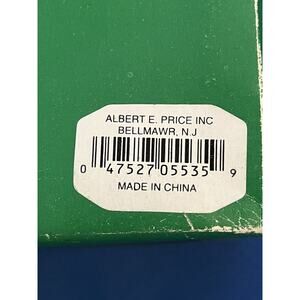 ALBERT E. PRICE INC
BELLMAWR, N.J
0 47527 05535 9
MADE IN CHINA